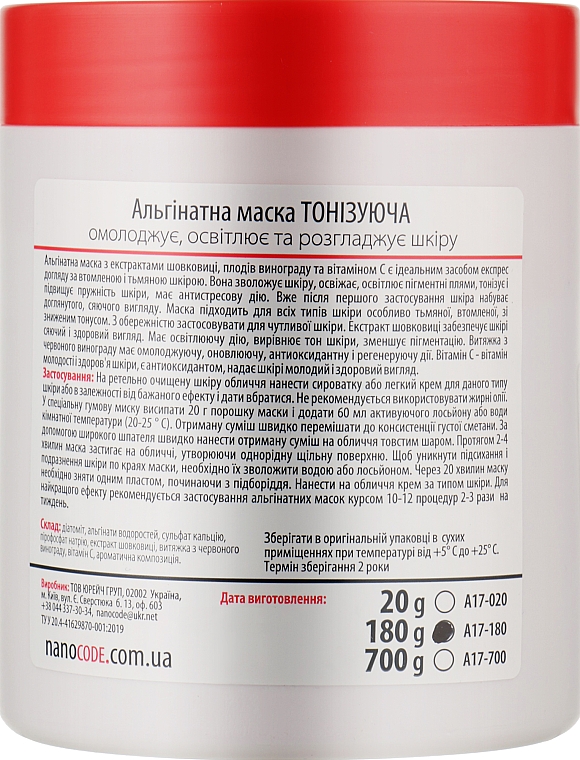 Альгінатна маска ТОНІЗУЮЧА
омолоджує, освітлює та розгладжує шкіру
Альгінатна маска з екстрактами шовковиці, плодів винограду та вітаміном С є ідеальним засобом експрес
догляду за втомленою і тьмяною шкірою. Вона зволожує шкіру, освіжає, освітлює пігментні плями, тонізує і
підвищує пружність шкіри, має антистресову дію. Вже після першого застосування шкіра набуває
доглянутого, сяючого вигляду. Маска підходить для всіх типів шкіри особливо тьмяної, втомленої, зі
зниженим тонусом. З обережністю застосовувати для чутливої шкіри. Екстракт шовковиці забезпечує шкірі
сяючий і здоровий вигляд. Має освітлюючу дію, вирівнює тон шкіри, зменшує пігментацію. Витяжка з
червоного винограду має омолоджуючу, оновлюючу, антиоксидантну і регенеруючу дії. Вітамін С - вітамін
молодості і здоров'я шкіри, є антиоксидантом, надає шкірі молодий і здоровий вигляд.
Застосування: На ретельно очищену шкіру обличчя нанести сироватку або легкий крем для даного типу
шкіри або в залежності від бажаного ефекту і дати вбратися. Не рекомендується використовувати жирні олії.
У спеціальну гумову миску висипати 20 г порошку маски і додати 60 мл активуючого лосьйону або води
кімнатної температури (20-25 ° С). Отриману суміш швидко перемішати до консистенції густої сметани. За
допомогою широкого шпателя швидко нанести отриману суміш на обличчя товстим шаром. Протягом 2-4
хвилин маска застигає на обличчі, утворюючи однорідну щільну поверхню. Щоб уникнути підсихання і
подразнення шкіри по краях маски, необхідно їх зволожити водою або лосьйоном. Через 20 хвилин маску
необхідно зняти одним пластом, починаючи з підборіддя. Нанести на обличчя крем за типом шкіри. Для
найкращого ефекту рекомендується застосування альгінатних масок курсом 10-12 процедур 2-3 рази на
тиждень.
Склад: діатоміт, альгінати водоростей, сульфат кальцію,
пірофосфат натрію, екстракт шовковиці, витяжка з червоного
винограду, вітамін С, ароматична композиція.
Зберігати в оригінальній упаковці в сухих
приміщеннях при температурі від +5° С до +25° С.
Термін зберігання 2 роки
Виробник: ТОВ ЮРЕЙЧ ГРУП, 02002 Україна,
м. Київ, вул. Є. Сверстюка б. 13, оф. 603
+38 044 337-30-34, nanocode@ukr.net
ТУ У 20.4-41629870-001:2019
nanoCODE.com.ua
Дата виготовлення:
20 g A17-020
180 g A17-180
700 g A17-700